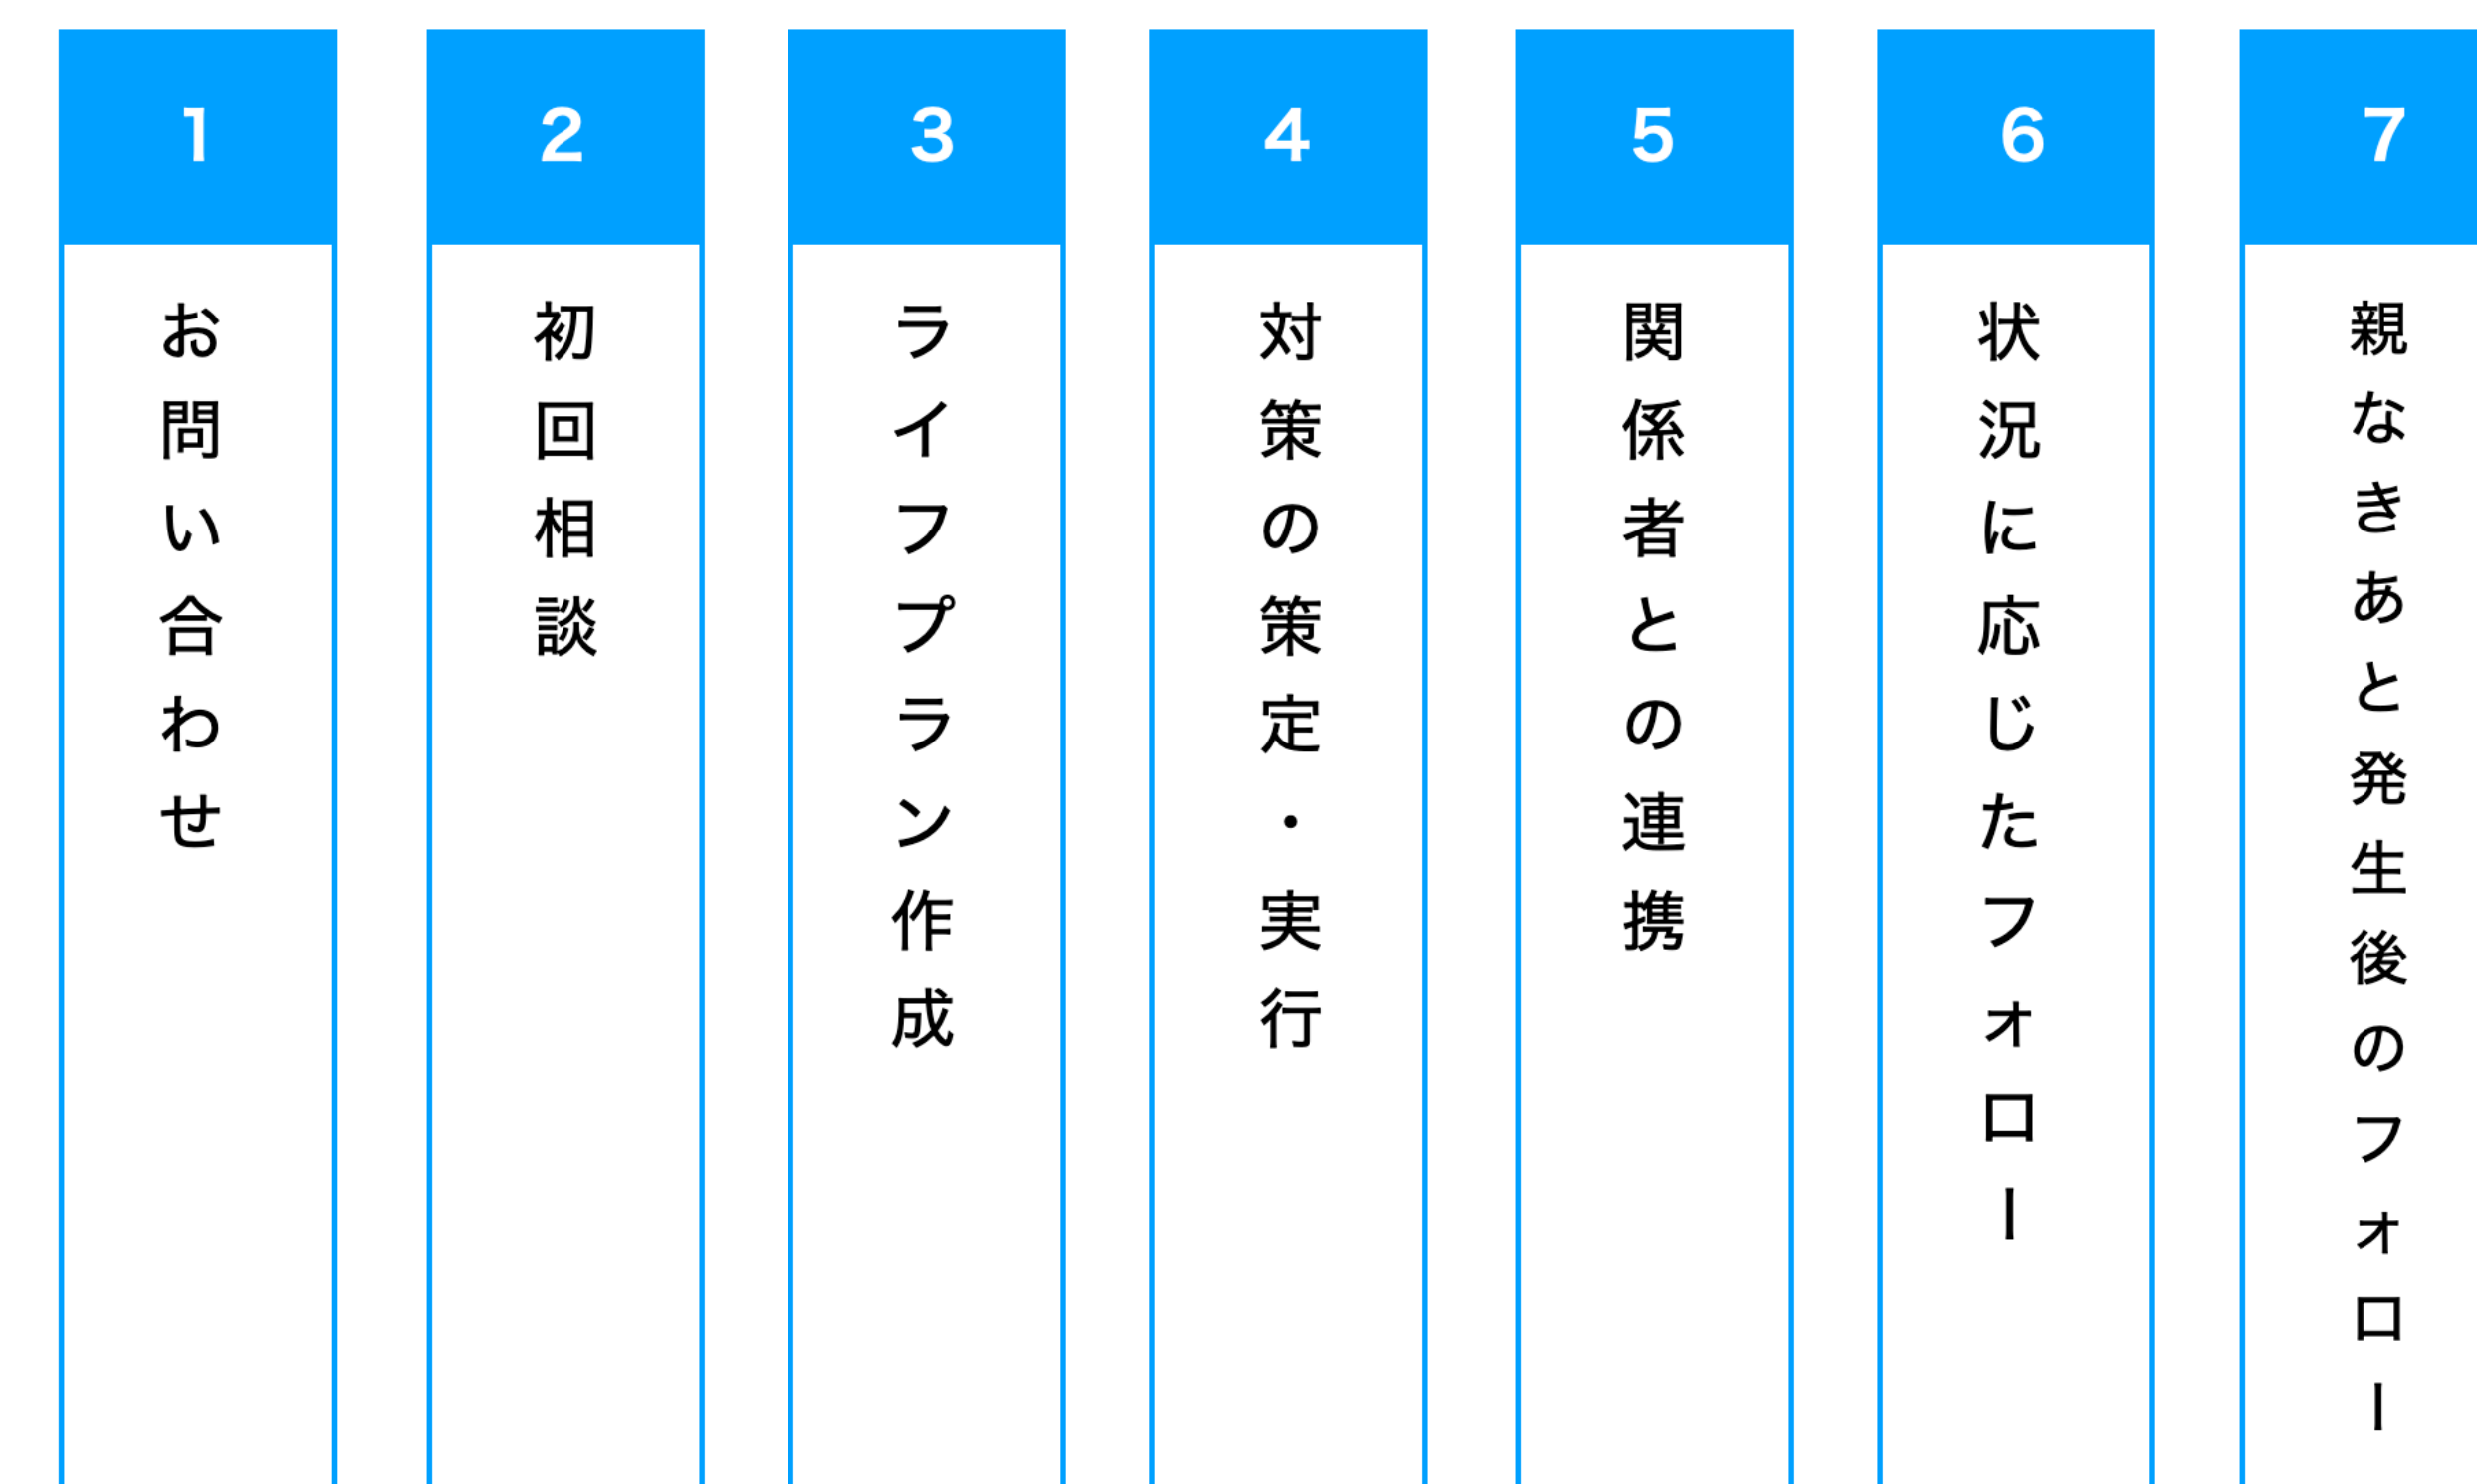 1
お問い合わせ
2
初回相談
3
ライフプラン作成
4
対策の策定・実行
5
関係者との連携
6
状況に応じたフォロー
7
親なきあと発生後のフォロー